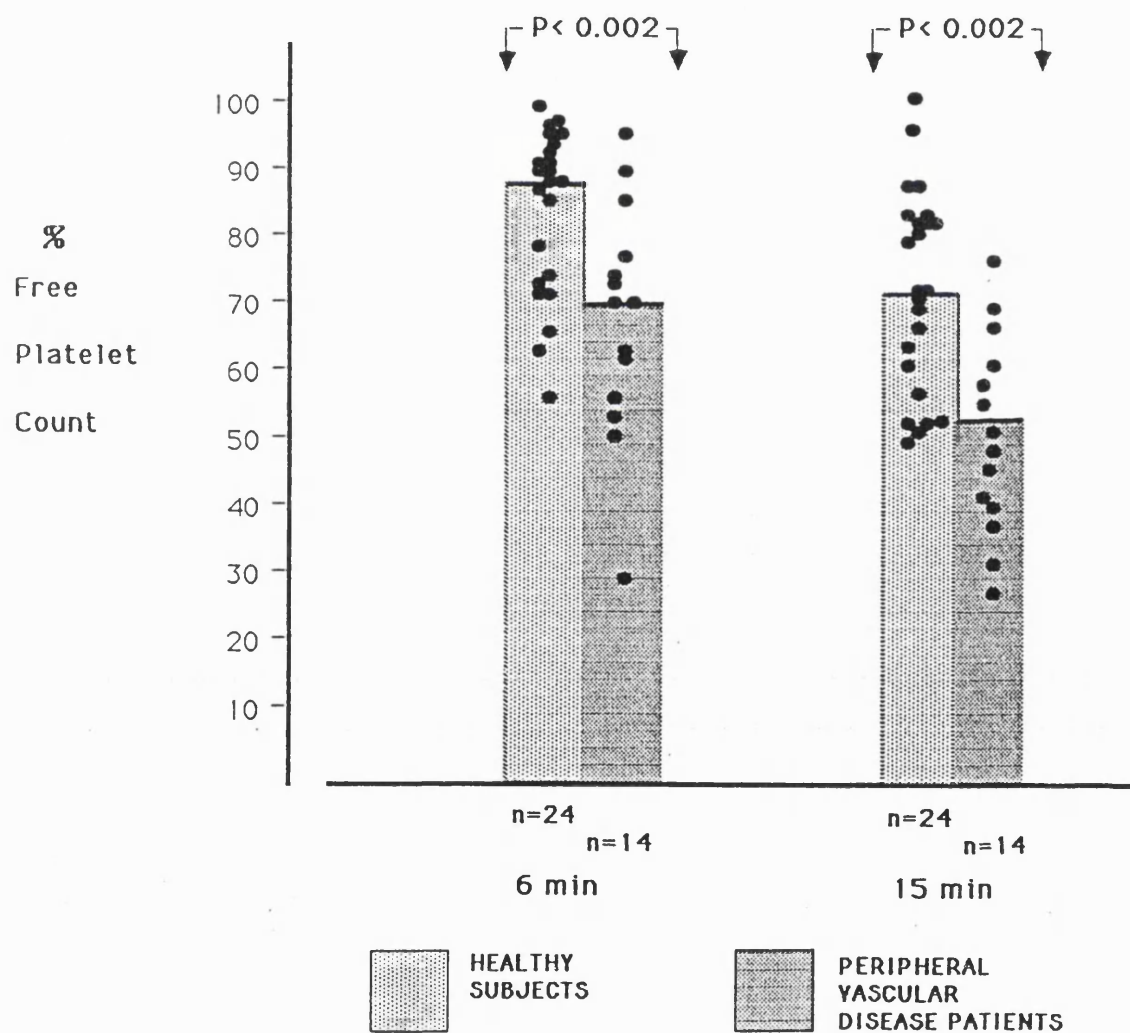 P< 0.002
P< 0.002
100
90
80
70
60
50
40
30
20
10
%
Free
Platelet
Count
n=24
n=14
n=24
n=14
6 min
15 min
HEALTHY
SUBJECTS
PERIPHERAL
VASCULAR
DISEASE PATIENTS